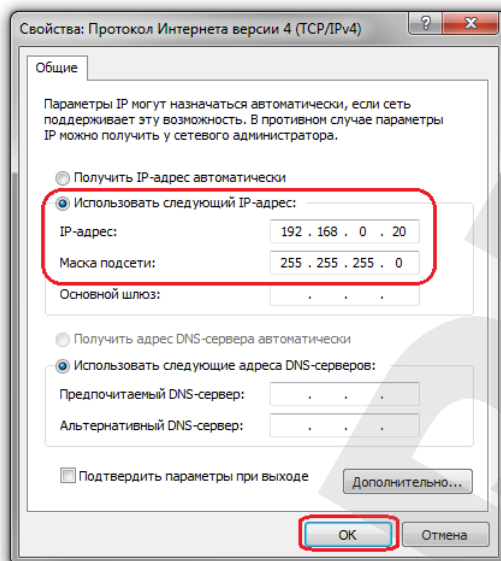 Свойства: Протокол Интернета версии 4 (TCP/IPv4)
Общие
Параметры IP могут назначаться автоматически, если сеть
поддерживает эту возможность. В противном случае параметры
IP можно получить у сетевого администратора.
Получить IP-адрес автоматически
Использовать следующий IP-адрес:
IP-адрес: 192 . 168 . 0 . 20
Маска подсети: 255 . 255 . 255 . 0
Основной шлюз: . . .
Получить адрес DNS-сервера автоматически
Использовать следующие адреса DNS-серверов:
Предпочитаемый DNS-сервер: . . .
Альтернативный DNS-сервер: . . .
Подтвердить параметры при выходе
Дополнительно...
OK Отмена